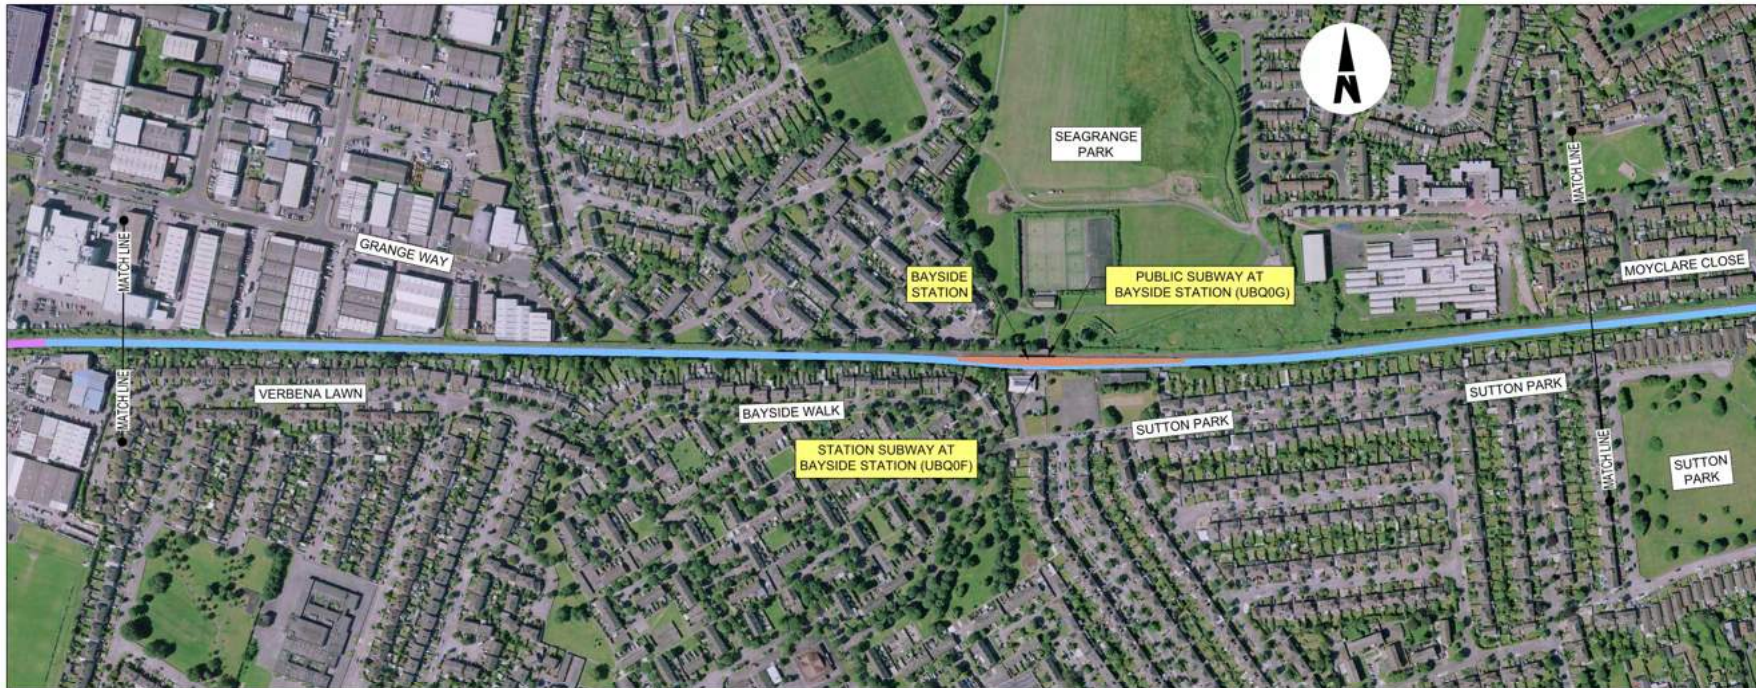 N
SEAGRANGE
PARK
MATCH LINE
MATCH LINE
GRANGE WAY
BAYSIDE
STATION
PUBLIC SUBWAY AT
BAYSIDE STATION (UBQ0G)
MOYCLARE CLOSE
MATCH LINE
VERBENA LAWN
BAYSIDE WALK
SUTTON PARK
SUTTON PARK
STATION SUBWAY AT
BAYSIDE STATION (UBQ0F)
MATCH LINE
SUTTON
PARK